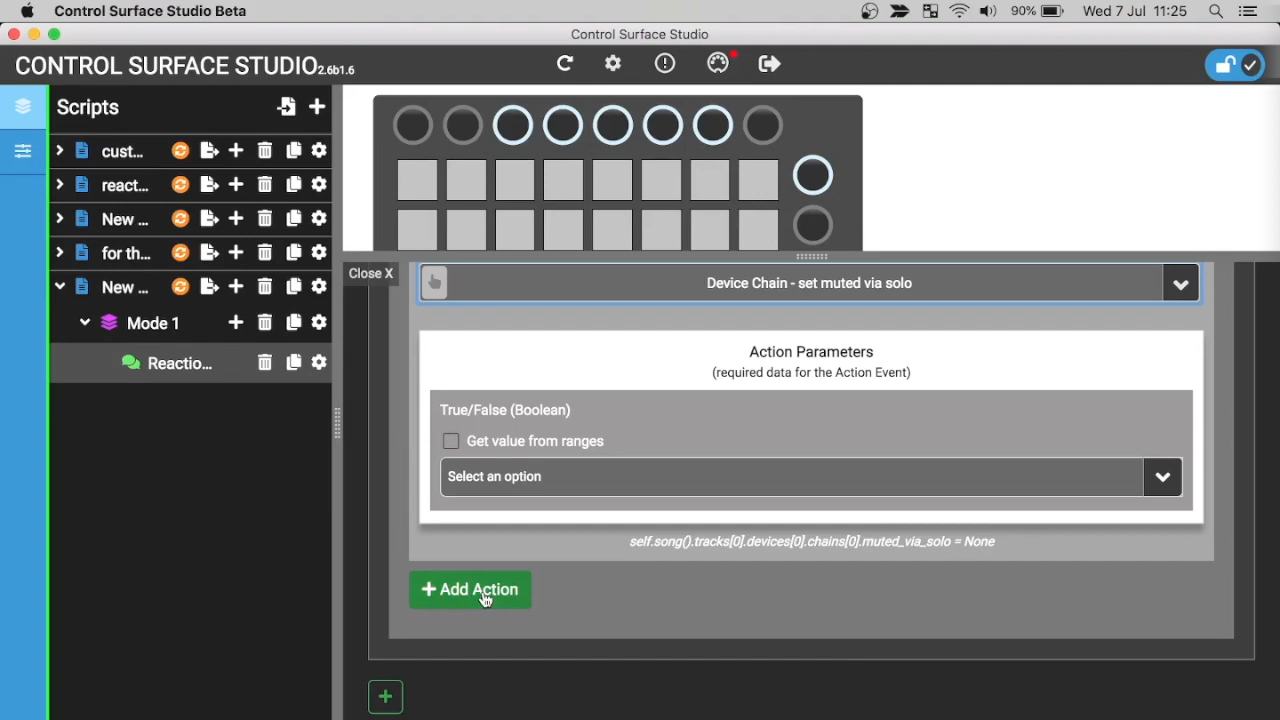 Control Surface Studio Beta
90%
Wed 7 Jul 11:25
Control Surface Studio
CONTROL SURFACE STUDIO2.6b1.6
Scripts
cust...
react...
New ...
for th...
New ...
Mode 1
Reactio...
Close X
Device Chain - set muted via solo
Action Parameters
(required data for the Action Event)
True/False (Boolean)
Get value from ranges
Select an option
self.song().tracks[0].devices[0].chains[0].muted_via_solo = None
+ Add Action
+